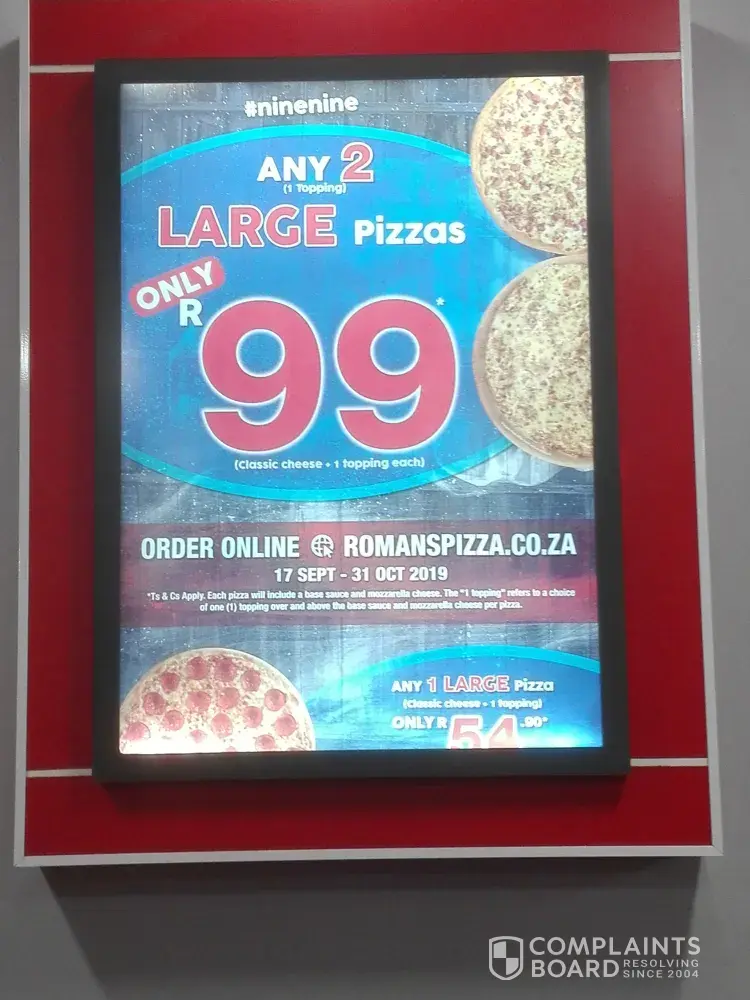 #ninenine
ANY 2
(1 Topping)
LARGE Pizzas
ONLY
R
99*
(Classic cheese + 1 topping each)
ORDER ONLINE ROMANSPIZZA.CO.ZA
17 SEPT - 31 OCT 2019
*Ts & Cs Apply. Each pizza will include a base sauce and mozzarella cheese. The "1 topping" refers to a choice
of one (1) topping over and above the base sauce and mozzarella cheese per pizza.
ANY 1 LARGE Pizza
(Classic cheese + 1 topping)
ONLY R 54.90*
COMPLAINTS
BOARD RESOLVING
SINCE 2004